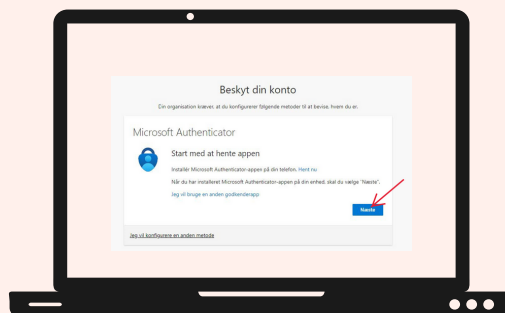 Beskyt din konto
Din organisation kræver, at du konfigurerer følgende metoder til at bevise, hvem du er.
Microsoft Authenticator
Start med at hente appen
Installér Microsoft Authenticator-appen på din telefon. Hent nu
Når du har installeret Microsoft Authenticator-appen på din enhed, skal du vælge "Næste".
Jeg vil bruge en anden godkenderapp
Næste
Jeg vil konfigurere en anden metode